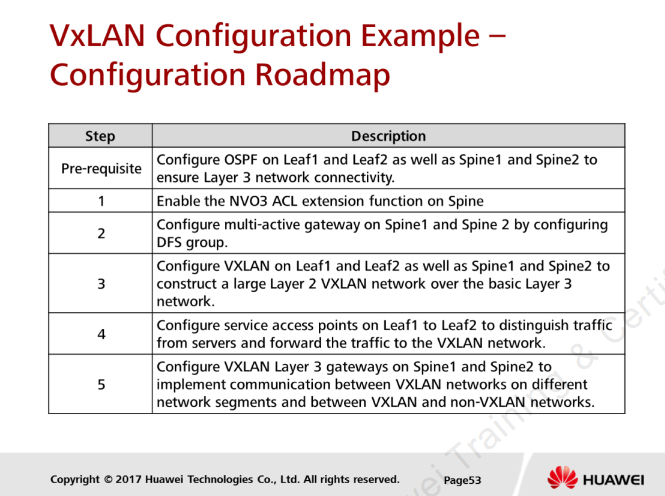 VxLAN Configuration Example –
Configuration Roadmap
Step Description
Pre-requisite Configure OSPF on Leaf1 and Leaf2 as well as Spine1 and Spine2 to
ensure Layer 3 network connectivity.
1 Enable the NVO3 ACL extension function on Spine
2 Configure multi-active gateway on Spine1 and Spine 2 by configuring
DFS group.
3 Configure VXLAN on Leaf1 and Leaf2 as well as Spine1 and Spine2 to
construct a large Layer 2 VXLAN network over the basic Layer 3
network.
4 Configure service access points on Leaf1 to Leaf2 to distinguish traffic
from servers and forward the traffic to the VXLAN network.
5 Configure VXLAN Layer 3 gateways on Spine1 and Spine2 to
implement communication between VXLAN networks on different
network segments and between VXLAN and non-VXLAN networks.
Training &
Copyright © 2017 Huawei Technologies Co., Ltd. All rights reserved. Page53 HUAWEI